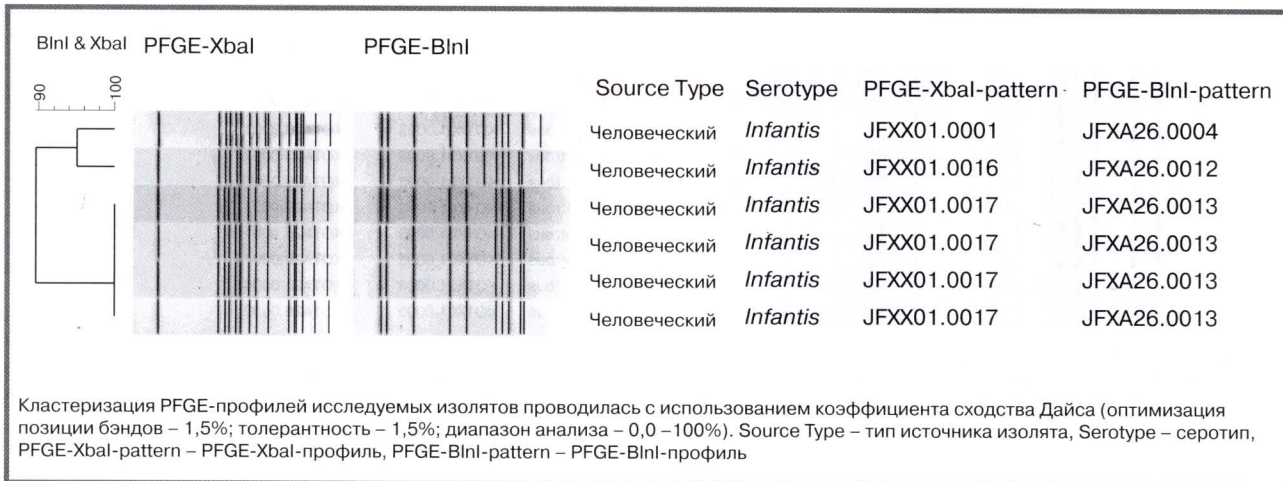 BlnI & XbaI PFGE-XbaI PFGE-BlnI
90 100
Source Type Serotype PFGE-XbaI-pattern PFGE-BlnI-pattern
Человеческий Infantis JFXX01.0001 JFXA26.0004
Человеческий Infantis JFXX01.0016 JFXA26.0012
Человеческий Infantis JFXX01.0017 JFXA26.0013
Человеческий Infantis JFXX01.0017 JFXA26.0013
Человеческий Infantis JFXX01.0017 JFXA26.0013
Человеческий Infantis JFXX01.0017 JFXA26.0013
Кластеризация PFGE-профилей исследуемых изолятов проводилась с использованием коэффициента сходства Дайса (оптимизация
позиции бэндов – 1,5%; толерантность – 1,5%; диапазон анализа – 0,0 –100%). Source Type – тип источника изолята, Serotype – серотип,
PFGE-XbaI-pattern – PFGE-XbaI-профиль, PFGE-BlnI-pattern – PFGE-BlnI-профиль